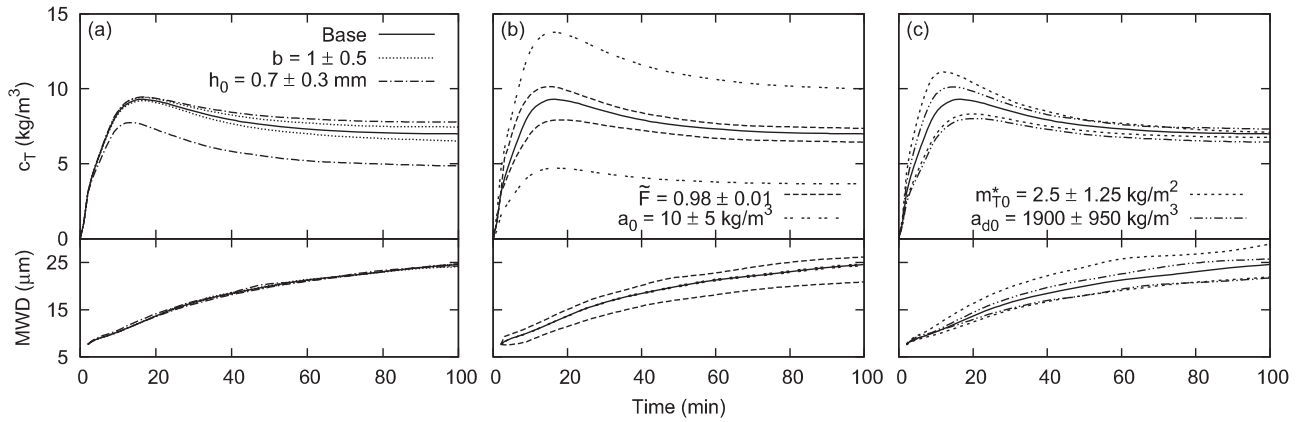 15
10
5
0
c_T (kg/m³)
(a)
Base
b = 1 ± 0.5
h₀ = 0.7 ± 0.3 mm
(b)
F̃ = 0.98 ± 0.01
a₀ = 10 ± 5 kg/m³
(c)
m*_T0 = 2.5 ± 1.25 kg/m²
a_d0 = 1900 ± 950 kg/m³
25
15
5
MWD (μm)
0 20 40 60 80 100
0 20 40 60 80 100
0 20 40 60 80 100
Time (min)